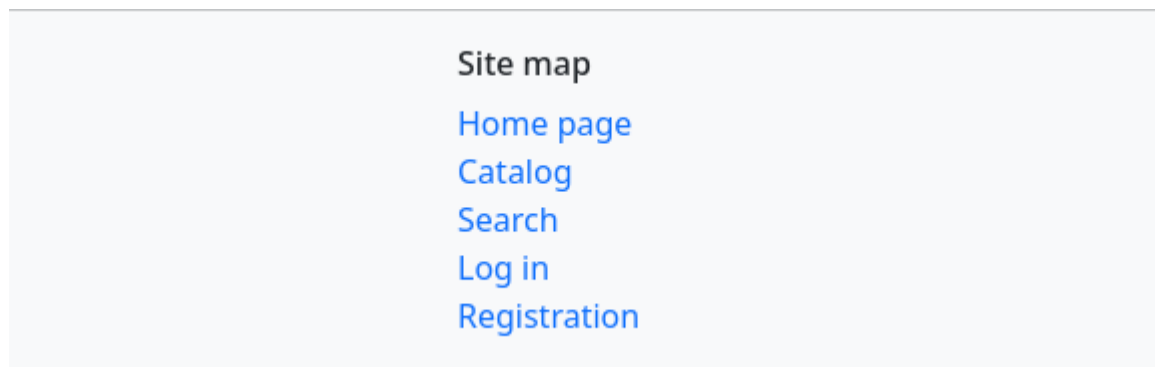 Site map
Home page
Catalog
Search
Log in
Registration